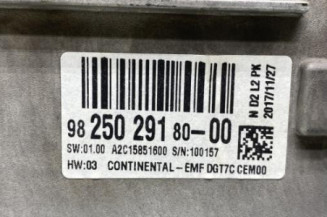 N D2 L2 PK
2017/11/27
98 250 291 80-00
SW:01.00 A2C15851600 S/N:100157
HW:03 CONTINENTAL-EMF DGT7C CEM00